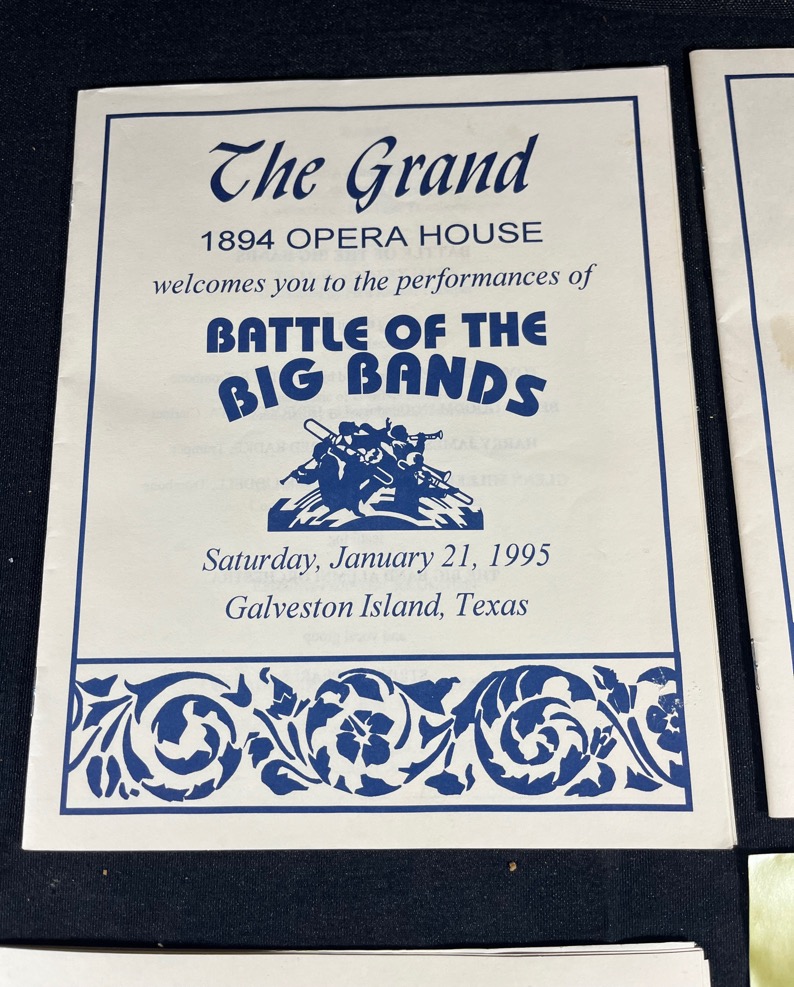 The Grand
1894 OPERA HOUSE
welcomes you to the performances of
BATTLE OF THE
BIG BANDS
Saturday, January 21, 1995
Galveston Island, Texas